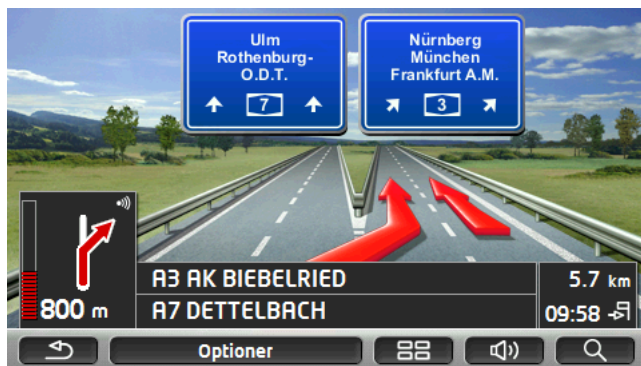 Ulm
Rothenburg-
O.D.T.
7
Nürnberg
München
Frankfurt A.M.
3
A3 AK BIEBELRIED
5.7 km
800 m
A7 DETTELBACH
09:58
Optioner